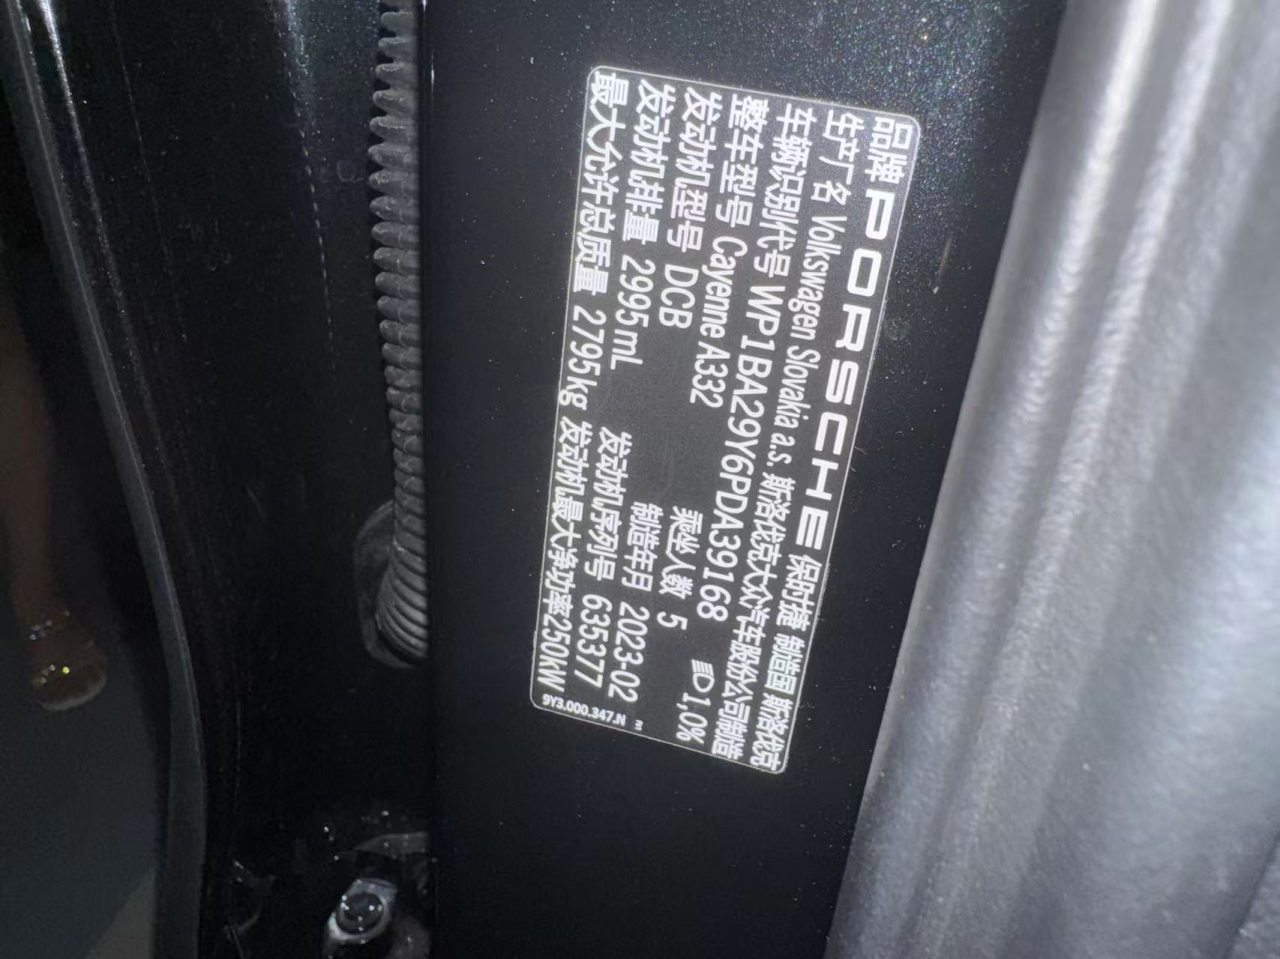 品牌 PORSCHE 保时捷 制造国 斯洛伐克
生产厂名 Volkswagen Slovakia a.s. 斯洛伐克大众汽车股份公司制造
车辆识别代号 WP1BA29Y6PDA39168 1,0%
整车型号 Cayenne A332 乘坐人数 5
发动机型号 DCB 制造年月 2023-02
发动机排量 2995mL 发动机序列号 635377
最大允许总质量 2795kg 发动机最大净功率250kW
9Y3.000.347.N